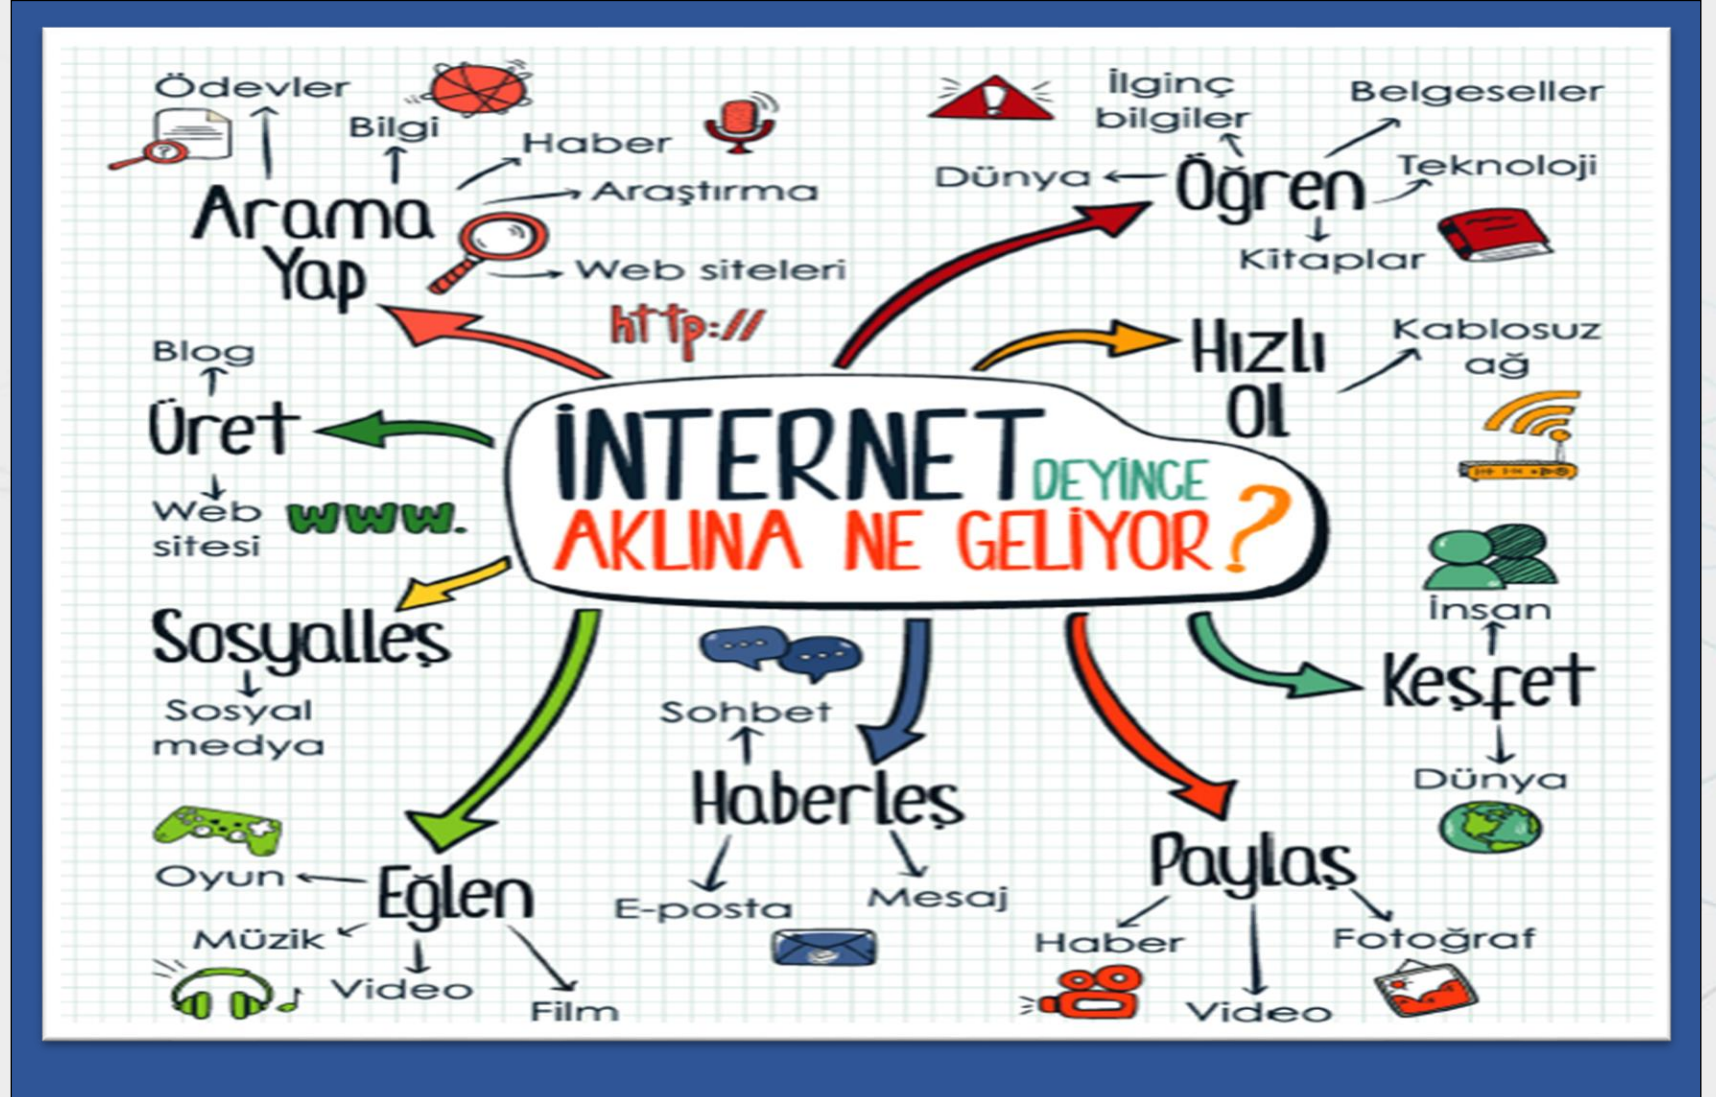 İNTERNET DEYİNCE
AKLINA NE GELİYOR?
Arama
Yap
Ödevler
Bilgi
Haber
Araştırma
Web siteleri
http://
Öğren
Dünya
İlginç
bilgiler
Belgeseller
Teknoloji
Kitaplar
Hızlı
Ol
Kablosuz
ağ
Üret
Blog
Web
sitesi
www.
Sosyalleş
Sosyal
medya
Eğlen
Oyun
Müzik
Video
Film
Haberleş
Sohbet
E-posta
Mesaj
Paylaş
Haber
Video
Fotoğraf
Keşfet
İnsan
Dünya